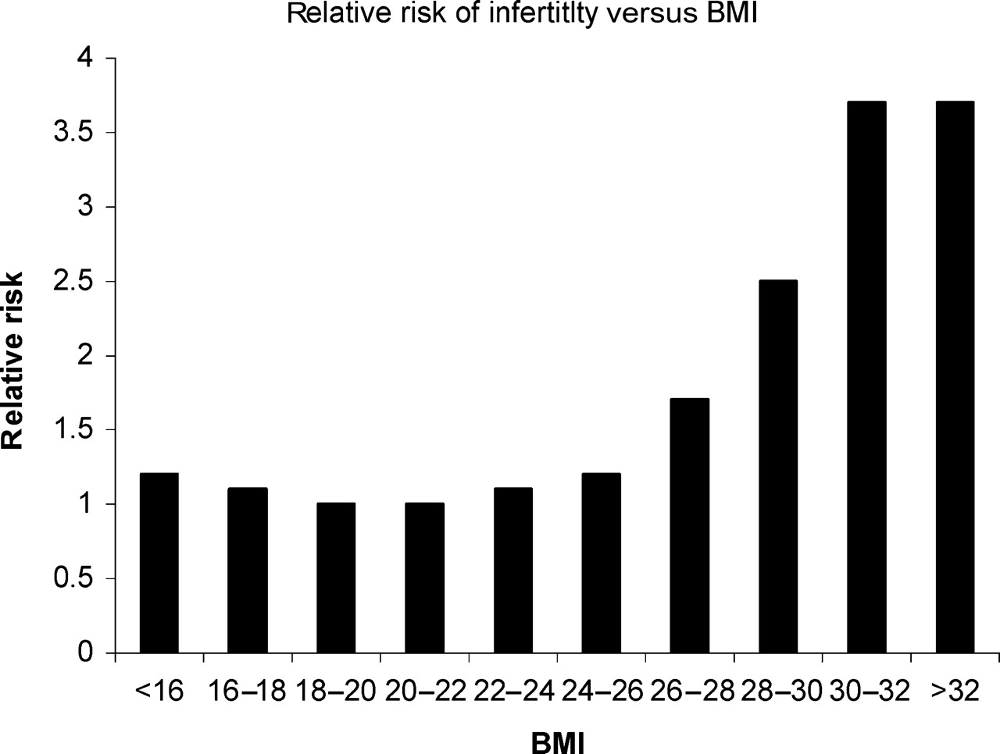 Relative risk of infertitlty versus BMI
4
3.5
3
2.5
2
1.5
1
0.5
0
Relative risk
<16 16–18 18–20 20–22 22–24 24–26 26–28 28–30 30–32 >32
BMI